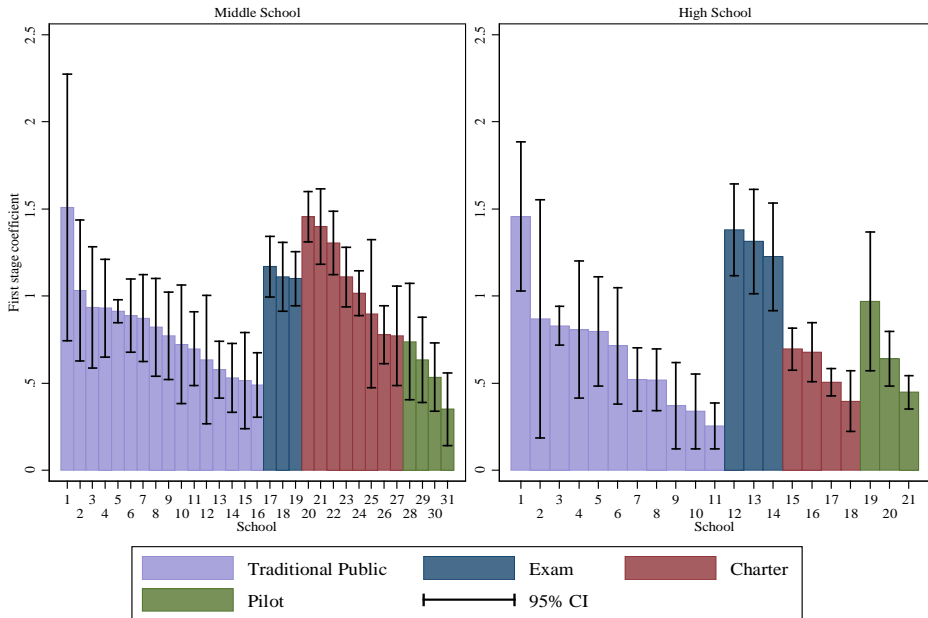 Middle School
High School
First stage coefficient
2.5
2
1.5
1
.5
0
2.5
2
1.5
1
.5
0
1 3 5 7 9 11 13 15 17 19 21 23 25 27 29 31
2 4 6 8 10 12 14 16 18 20 22 24 26 28 30
School
1 3 5 7 9 11 13 15 17 19 21
2 4 6 8 10 12 14 16 18 20
School
Traditional Public
Exam
Charter
Pilot
95% CI